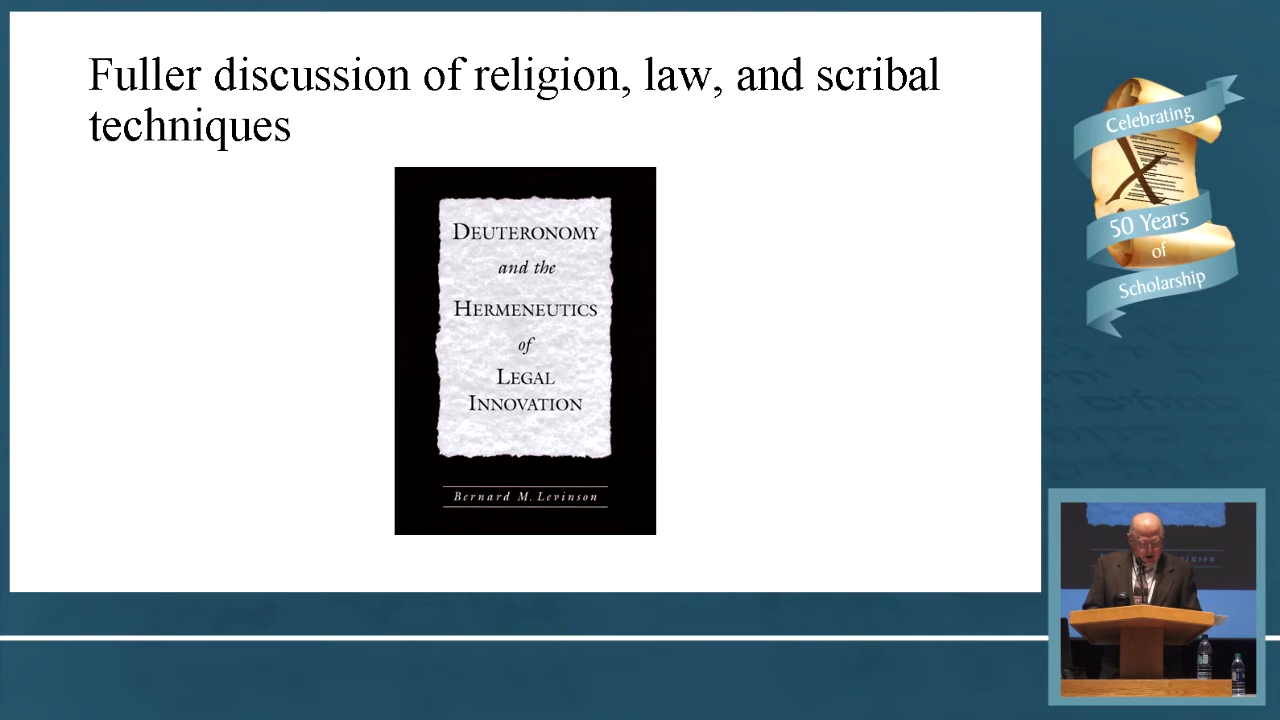 Fuller discussion of religion, law, and scribal
techniques
DEUTERONOMY
and the
HERMENEUTICS
of
LEGAL
INNOVATION
Bernard M. Levinson
Celebrating
50 Years
of
Scholarship